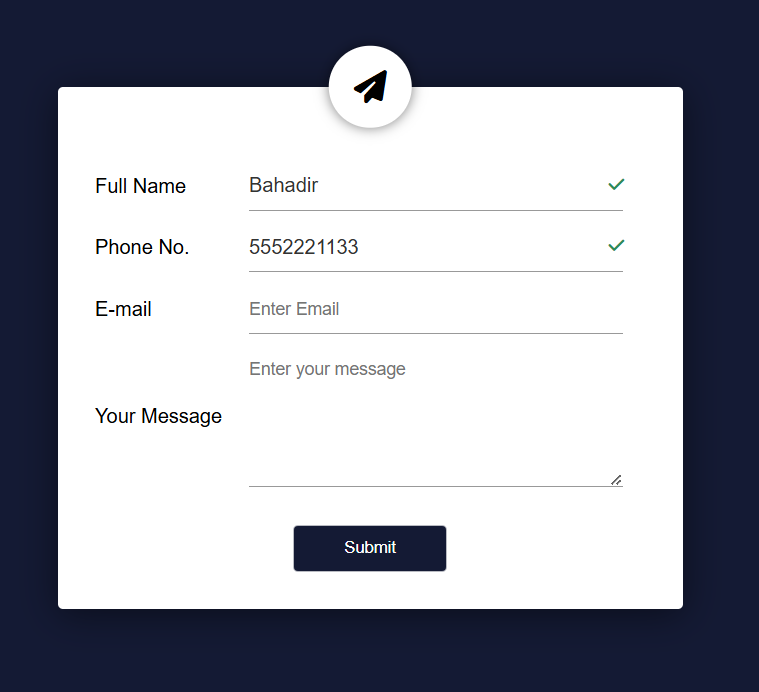 Full Name Bahadir
Phone No. 5552221133
E-mail Enter Email
Enter your message
Your Message
Submit